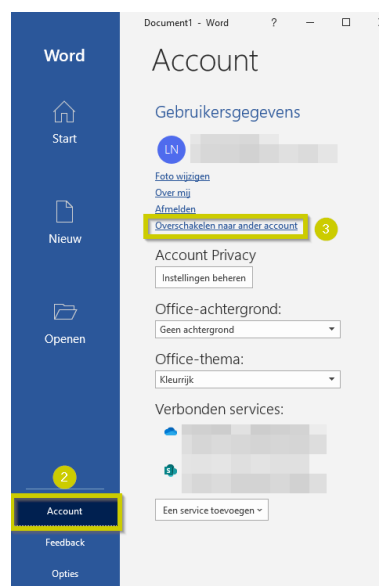 Document1 - Word ?
Word
Account
Start
Nieuw
Openen
2
Account
Feedback
Opties
Gebruikersgegevens
LN
Foto wijzigen
Over mij
Afmelden
Overschakelen naar ander account 3
Account Privacy
Instellingen beheren
Office-achtergrond:
Geen achtergrond
Office-thema:
Kleurrijk
Verbonden services:
S
Een service toevoegen